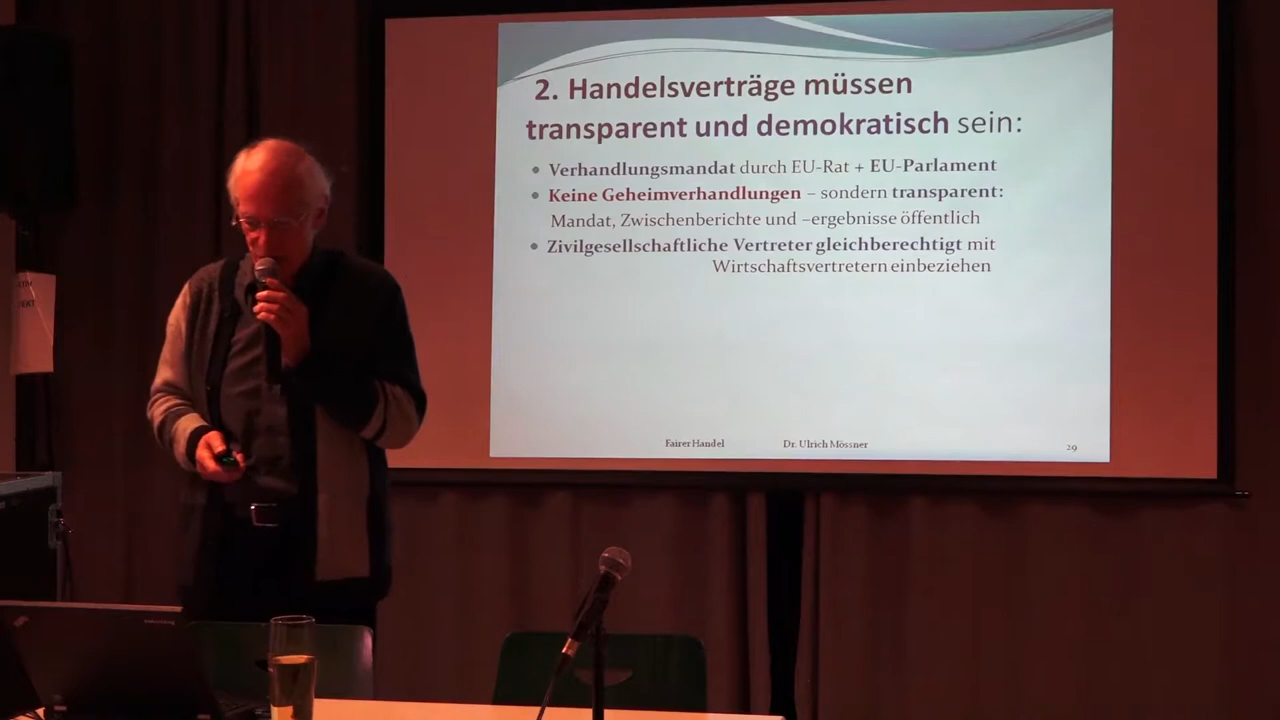 2. Handelsverträge müssen
transparent und demokratisch sein:
• Verhandlungsmandat durch EU-Rat + EU-Parlament
• Keine Geheimverhandlungen – sondern transparent:
Mandat, Zwischenberichte und –ergebnisse öffentlich
• Zivilgesellschaftliche Vertreter gleichberechtigt mit
Wirtschaftsvertretern einbeziehen
Fairer Handel Dr. Ulrich Mössner 29